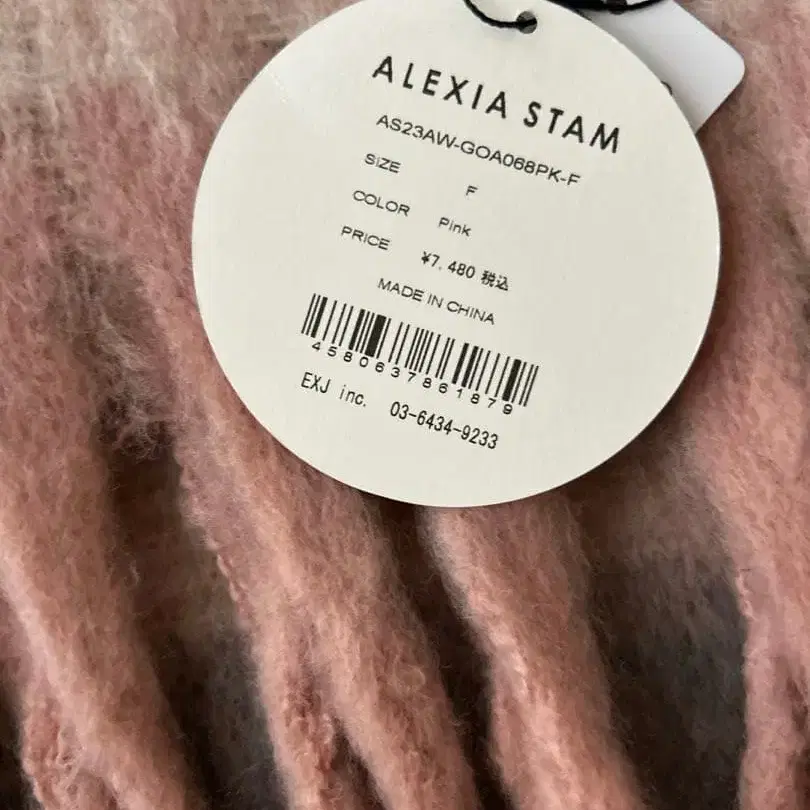 ALEXIA STAM
AS23AW-GOA068PK-F
SIZE F
COLOR Pink
PRICE ¥7,480 税込
MADE IN CHINA
4580637861879
EXJ inc. 03-6434-9233